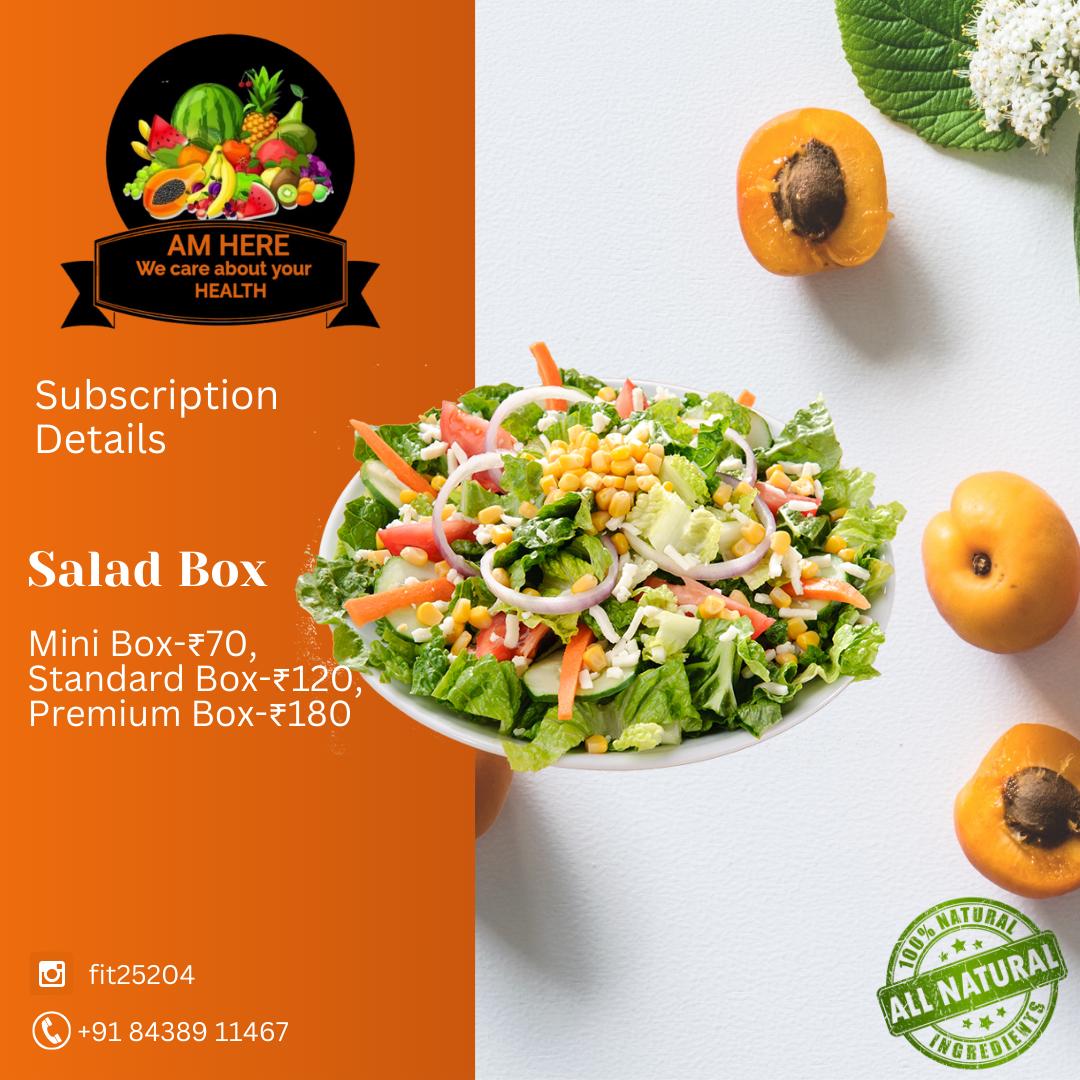 AM HERE
We care about your
HEALTH
Subscription
Details
Salad Box
Mini Box-₹70,
Standard Box-₹120,
Premium Box-₹180
fit25204
+91 84389 11467
100% NATURAL
ALL NATURAL
INGREDIENTS